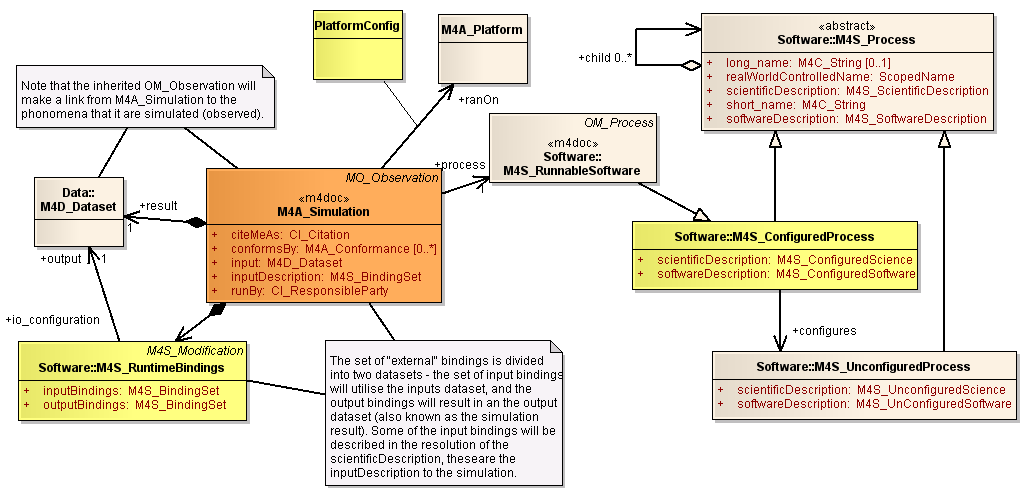 PlatformConfig
M4A_Platform
+ranOn
Note that the inherited OM_Observation will
make a link from M4A_Simulation to the
phonomena that it are simulated (observed).
«abstract»
Software::M4S_Process
+ long_name: M4C_String [0..1]
+ realWorldControlledName: ScopedName
+ scientificDescription: M4S_ScientificDescription
+ short_name: M4C_String
+ softwareDescription: M4S_SoftwareDescription
+child 0..*
OM_Process
«m4doc»
Software::
M4S_RunnableSoftware
+process
1
Data::
M4D_Dataset
+result
1
+output
1
MO_Observation
«m4doc»
M4A_Simulation
+ citeMeAs: CI_Citation
+ conformsBy: M4A_Conformance [0..*]
+ input: M4D_Dataset
+ inputDescription: M4S_BindingSet
+ runBy: CI_ResponsibleParty
Software::M4S_ConfiguredProcess
+ scientificDescription: M4S_ConfiguredScience
+ softwareDescription: M4S_ConfiguredSoftware
+configures
+io_configuration
M4S_Modification
Software::M4S_RuntimeBindings
+ inputBindings: M4S_BindingSet
+ outputBindings: M4S_BindingSet
The set of "external" bindings is divided
into two datasets - the set of input bindings
will utilise the inputs dataset, and the
output bindings will result in an the output
dataset (also known as the simulation
result). Some of the input bindings will be
described in the resolution of the
scientificDescription, theseare the
inputDescription to the simulation.
Software::M4S_UnconfiguredProcess
+ scientificDescription: M4S_UnconfiguredScience
+ softwareDescription: M4S_UnConfiguredSoftware